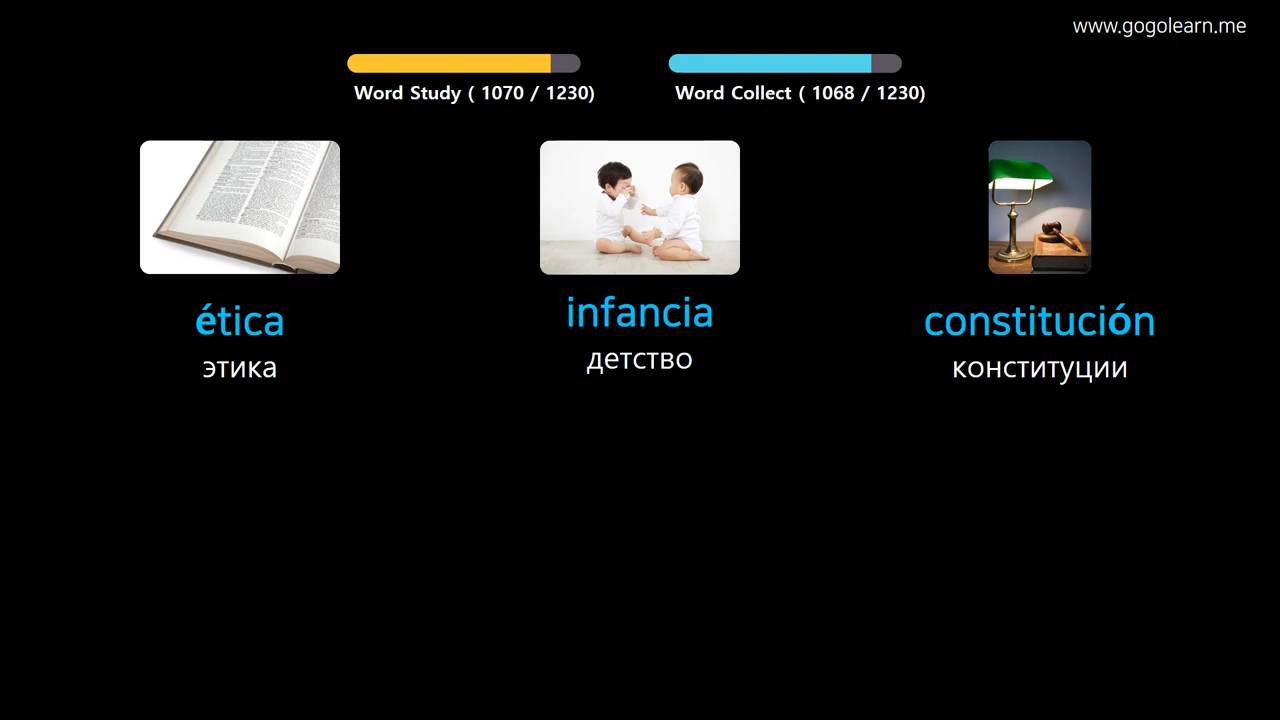 www.gogolearn.me
Word Study ( 1070 / 1230)
Word Collect ( 1068 / 1230)
ética
этика
infancia
детство
constitución
конституции